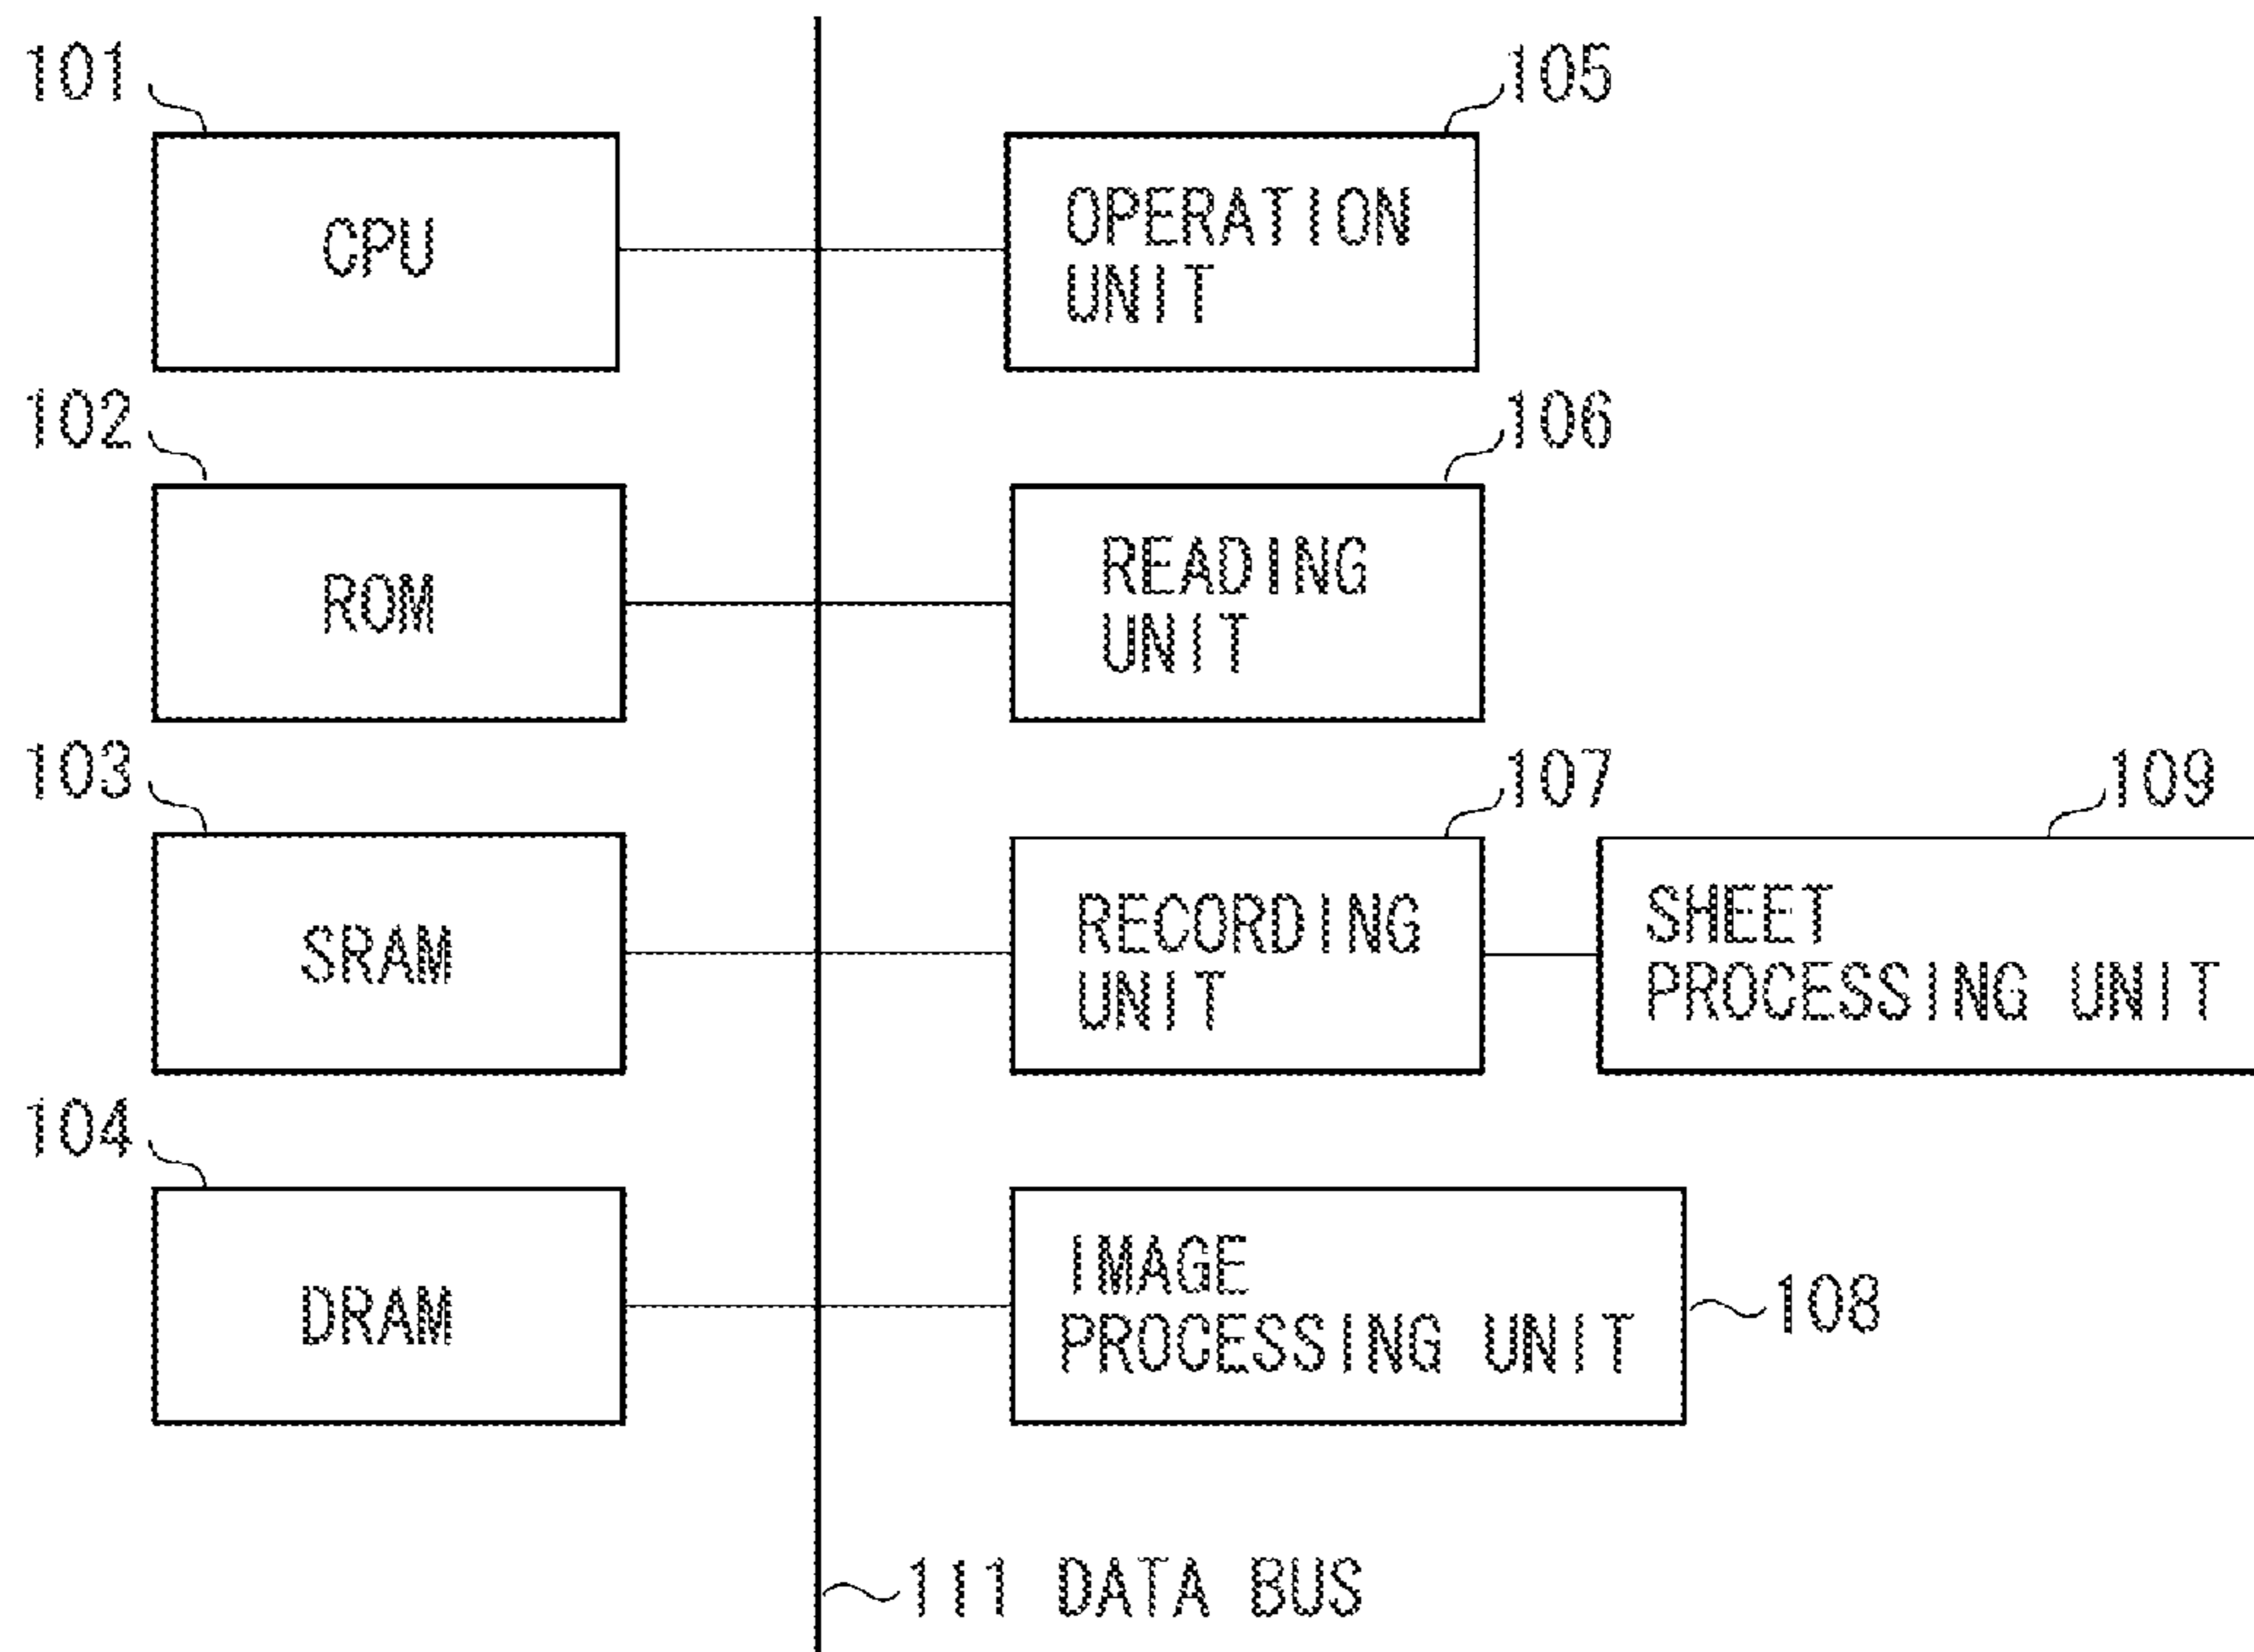 101
CPU
105
OPERATION
UNIT
102
ROM
106
READING
UNIT
103
SRAM
107
RECORDING
UNIT
109
SHEET
PROCESSING UNIT
104
DRAM
IMAGE
PROCESSING UNIT
108
111 DATA BUS